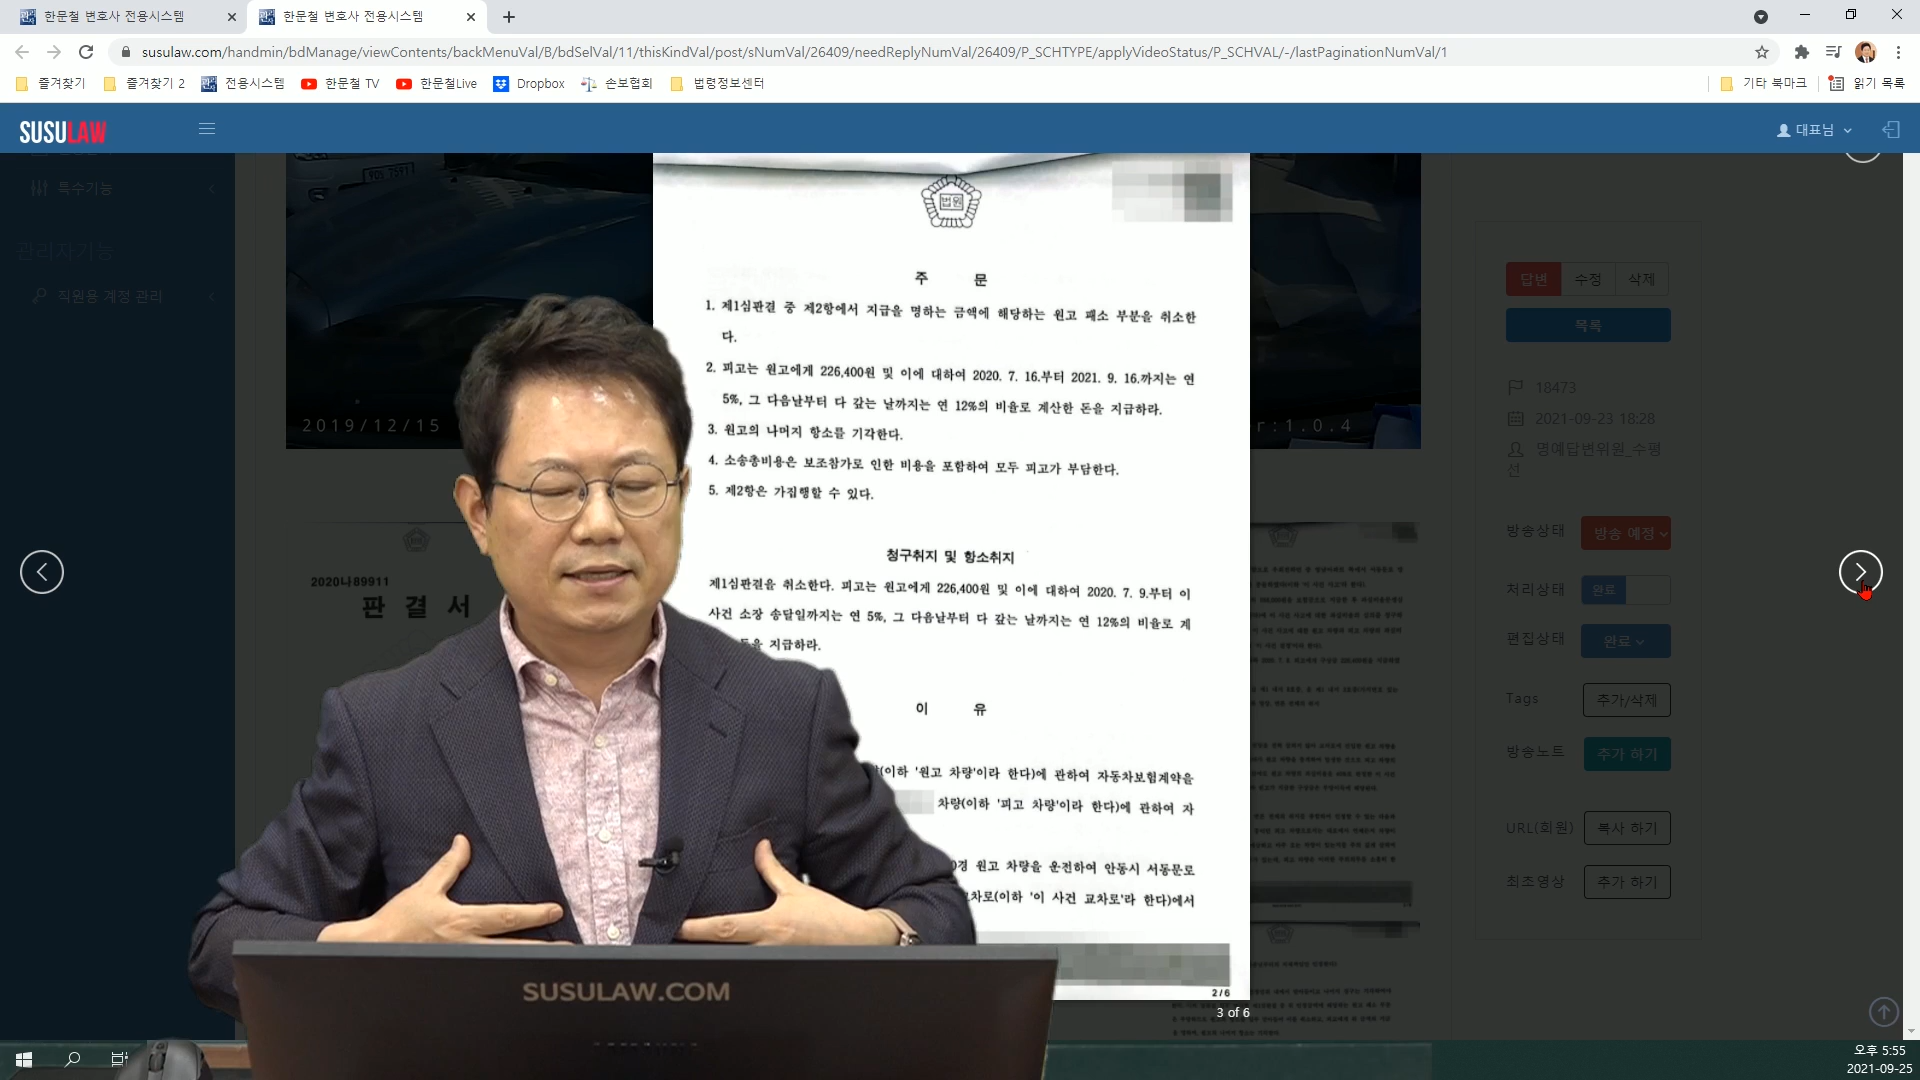 한문철 변호사 전용시스템
한문철 변호사 전용시스템
susulaw.com/handmin/bdManage/viewContents/backMenuVal/B/bdSelVal/11/thisKindVal/post/sNumVal/26409/needReplyNumVal/26409/P_SCHTYPE/applyVideoStatus/P_SCHVAL/-/lastPaginationNumVal/1
즐겨찾기 즐겨찾기 2 전용시스템 한문철 TV 한문철Live Dropbox 손보협회 법령정보센터 기타 북마크 읽기 목록
SUSULAW 대표님
특수기능
관리자기능
직원용 계정 관리
2019/12/15
r:1.0.4
2020나89911
판 결 서
법원
주 문
1. 제1심판결 중 제2항에서 지급을 명하는 금액에 해당하는 원고 패소 부분을 취소한
다.
2. 피고는 원고에게 226,400원 및 이에 대하여 2020. 7. 16.부터 2021. 9. 16.까지는 연
5%, 그 다음날부터 다 갚는 날까지는 연 12%의 비율로 계산한 돈을 지급하라.
3. 원고의 나머지 항소를 기각한다.
4. 소송총비용은 보조참가로 인한 비용을 포함하여 모두 피고가 부담한다.
5. 제2항은 가집행할 수 있다.
청구취지 및 항소취지
제1심판결을 취소한다. 피고는 원고에게 226,400원 및 이에 대하여 2020. 7. 9.부터 이
사건 소장 송달일까지는 연 5%, 그 다음날부터 다 갚는 날까지는 연 12%의 비율로 계
돈을 지급하라.
이 유
(이하 '원고 차량'이라 한다)에 관하여 자동차보험계약을
차량(이하 '피고 차량'이라 한다)에 관하여 자
0경 원고 차량을 운전하여 안동시 서동문로
교차로(이하 '이 사건 교차로'라 한다)에서
2/6
3 of 6
답변 수정 삭제
목록
18473
2021-09-23 18:28
명예답변위원_수평
선
방송상태 방송 예정
처리상태 완료
편집상태 완료
Tags 추가/삭제
방송노트 추가 하기
URL(회원) 복사 하기
최초영상 추가 하기
SUSULAW.COM
오후 5:55
2021-09-25